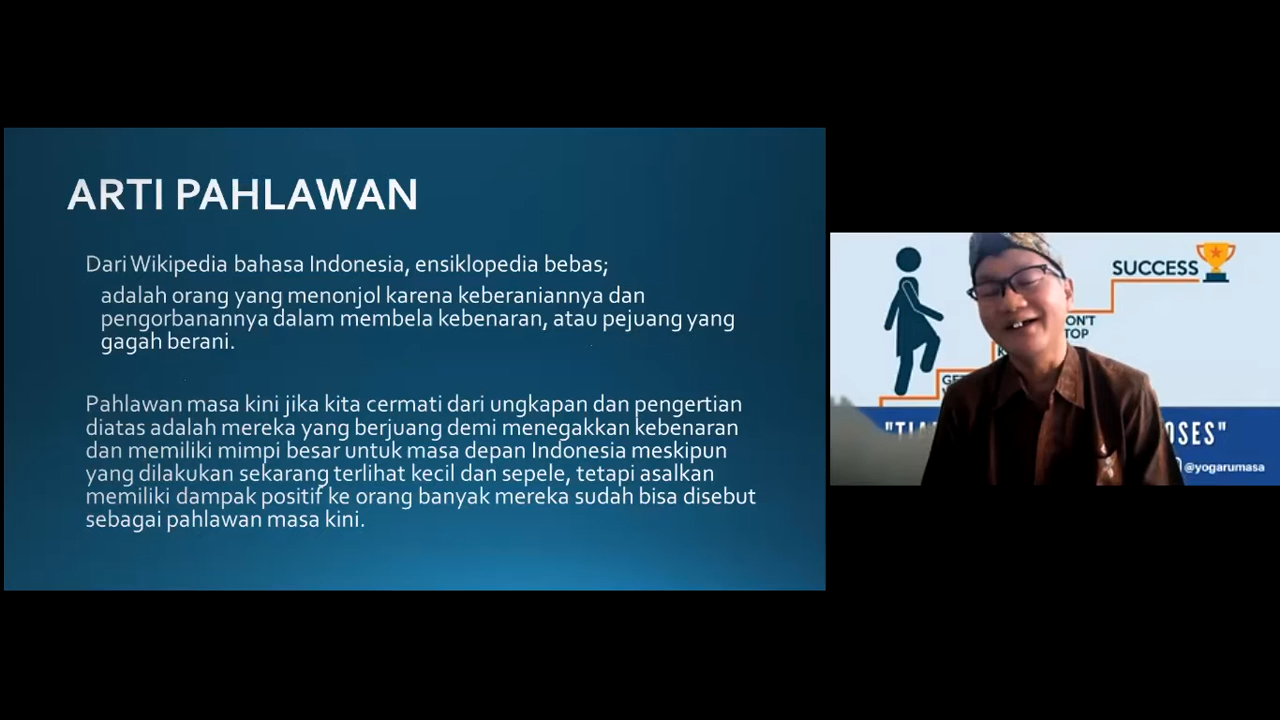 ARTI PAHLAWAN
Dari Wikipedia bahasa Indonesia, ensiklopedia bebas;
adalah orang yang menonjol karena keberaniannya dan
pengorbanannya dalam membela kebenaran, atau pejuang yang
gagah berani.
Pahlawan masa kini jika kita cermati dari ungkapan dan pengertian
diatas adalah mereka yang berjuang demi menegakkan kebenaran
dan memiliki mimpi besar untuk masa depan Indonesia meskipun
yang dilakukan sekarang terlihat kecil dan sepele, tetapi asalkan
memiliki dampak positif ke orang banyak mereka sudah bisa disebut
sebagai pahlawan masa kini.
SUCCESS
@yogarumasa